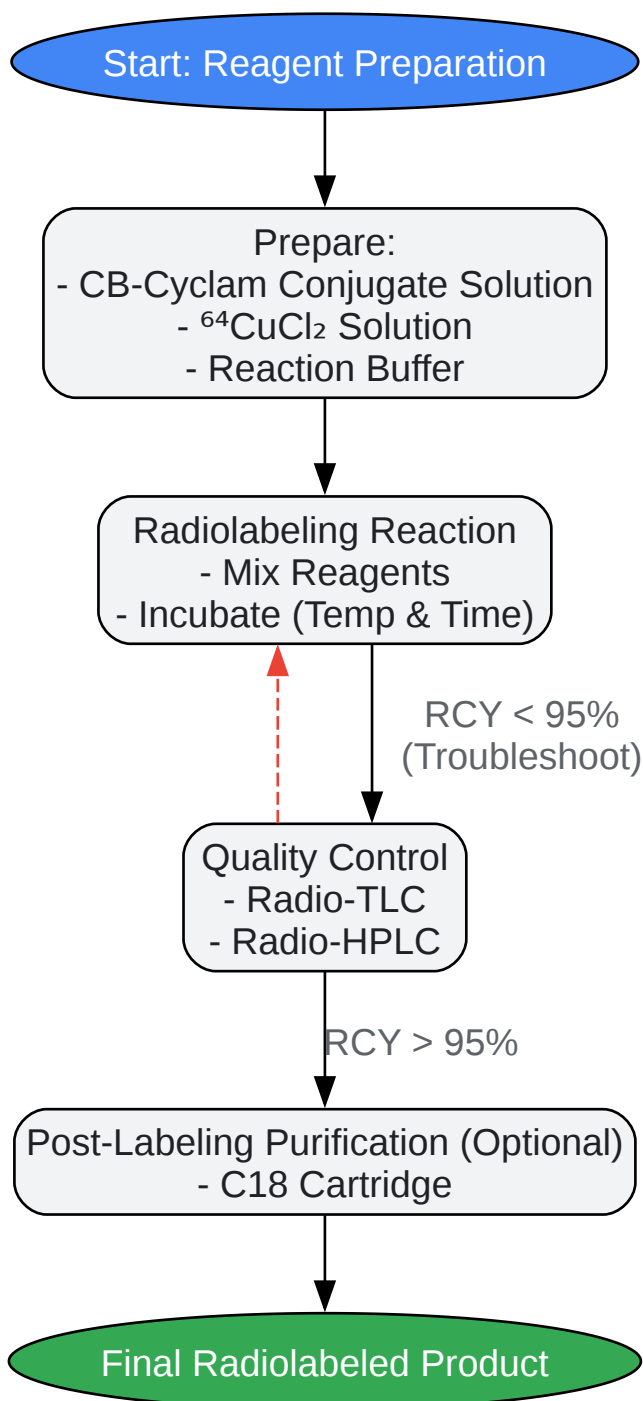 Start: Reagent Preparation
Prepare:
- CB-Cyclam Conjugate Solution
- ⁶⁴CuCl₂ Solution
- Reaction Buffer
Radiolabeling Reaction
- Mix Reagents
- Incubate (Temp & Time)
RCY < 95%
(Troubleshoot)
Quality Control
- Radio-TLC
- Radio-HPLC
RCY > 95%
Post-Labeling Purification (Optional)
- C18 Cartridge
Final Radiolabeled Product